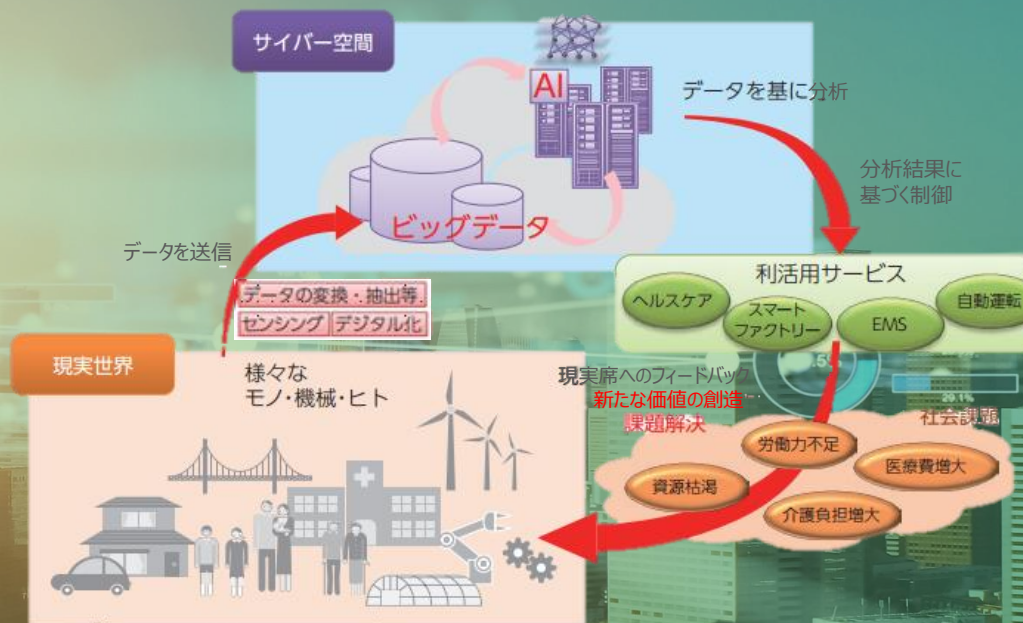 サイバー空間
AI
データを基に分析
分析結果に
基づく制御
ビッグデータ
データを送信
データの変換・抽出等
センシング
デジタル化
利活用サービス
ヘルスケア
スマート
ファクトリー
EMS
自動運転
現実世界
様々な
モノ・機械・ヒト
現実席へのフィードバック
新たな価値の創造
課題解決
社会課題
労働力不足
医療費増大
資源枯渇
介護負担増大
29.1%